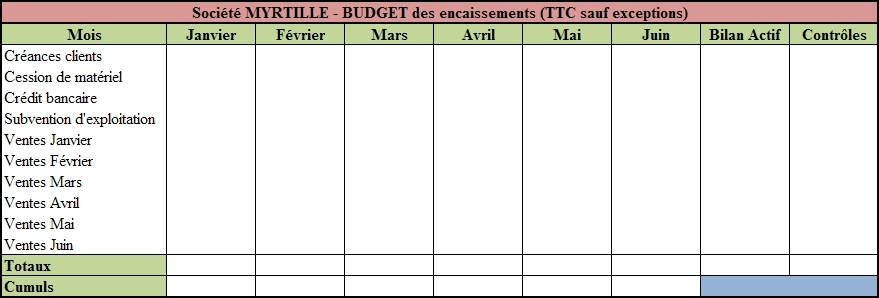 Société MYRTILLE - BUDGET des encaissements (TTC sauf exceptions)
Mois Janvier Février Mars Avril Mai Juin Bilan Actif Contrôles
Créances clients
Cession de matériel
Crédit bancaire
Subvention d'exploitation
Ventes Janvier
Ventes Février
Ventes Mars
Ventes Avril
Ventes Mai
Ventes Juin
Totaux
Cumuls